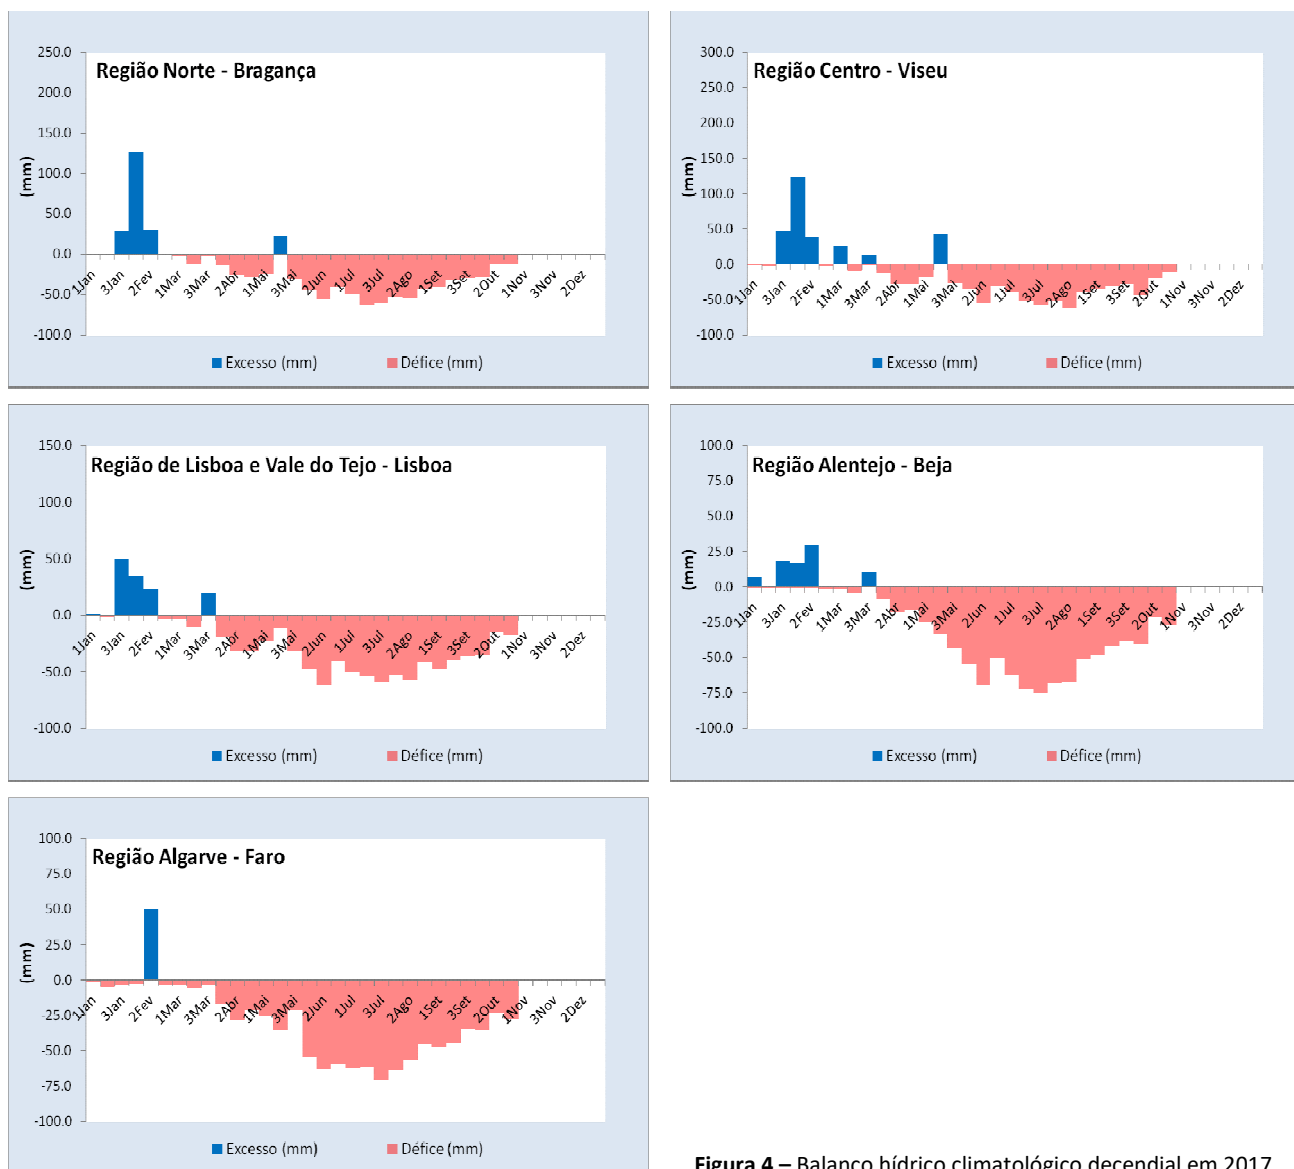 Região Norte - Bragança
250.0
200.0
150.0
100.0
50.0
0.0
-50.0
-100.0
(mm)
1Jan 3Jan 2Fev 1Mar 3Mar 2Abr 1Mai 3Mai 2Jun 1Jul 3Jul 2Ago 1Set 3Set 2Out 1Nov 3Nov 2Dez
Excesso (mm) Défice (mm)
Região Centro - Viseu
300.0
250.0
200.0
150.0
100.0
50.0
0.0
-50.0
-100.0
(mm)
1Jan 3Jan 2Fev 1Mar 3Mar 2Abr 1Mai 3Mai 2Jun 1Jul 3Jul 2Ago 1Set 3Set 2Out 1Nov 3Nov 2Dez
Excesso (mm) Défice (mm)
Região de Lisboa e Vale do Tejo - Lisboa
150.0
100.0
50.0
0.0
-50.0
-100.0
(mm)
1Jan 3Jan 2Fev 1Mar 3Mar 2Abr 1Mai 3Mai 2Jun 1Jul 3Jul 2Ago 1Set 3Set 2Out 1Nov 3Nov 2Dez
Excesso (mm) Défice (mm)
Região Alentejo - Beja
100.0
75.0
50.0
25.0
0.0
-25.0
-50.0
-75.0
-100.0
(mm)
1Jan 3Jan 2Fev 1Mar 3Mar 2Abr 1Mai 3Mai 2Jun 1Jul 3Jul 2Ago 1Set 3Set 2Out 1Nov 3Nov 2Dez
Excesso (mm) Défice (mm)
Região Algarve - Faro
100.0
75.0
50.0
25.0
0.0
-25.0
-50.0
-75.0
-100.0
(mm)
1Jan 3Jan 2Fev 1Mar 3Mar 2Abr 1Mai 3Mai 2Jun 1Jul 3Jul 2Ago 1Set 3Set 2Out 1Nov 3Nov 2Dez
Excesso (mm) Défice (mm)
Figura 4 – Balanço hídrico climatológico decendial em 2017